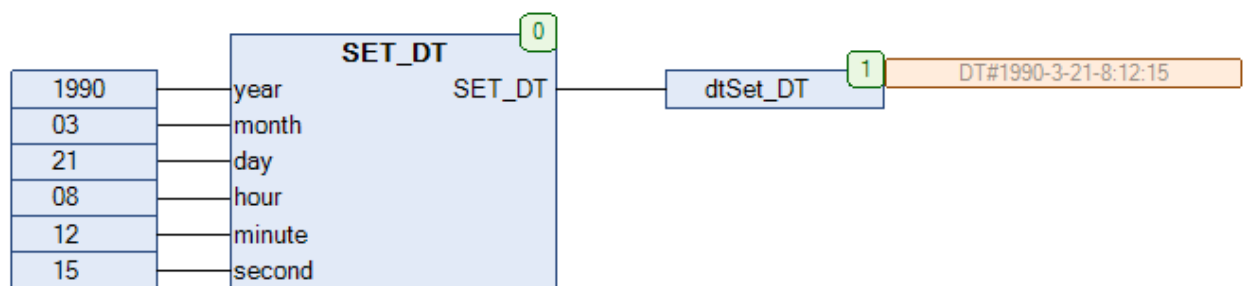 0
SET_DT
1990 year SET_DT dtSet_DT 1 DT#1990-3-21-8:12:15
03 month
21 day
08 hour
12 minute
15 second